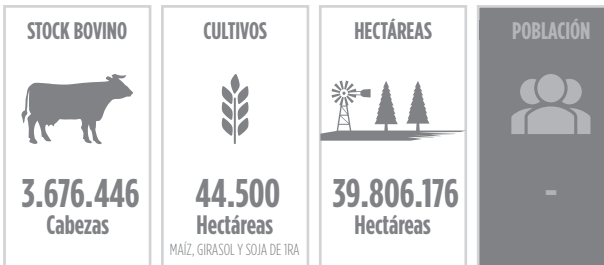 STOCK BOVINO
3.676.446
Cabezas
CULTIVOS
44.500
Hectáreas
MAÍZ, GIRASOL Y SOJA DE 1RA
HECTÁREAS
39.806.176
Hectáreas
POBLACIÓN
-